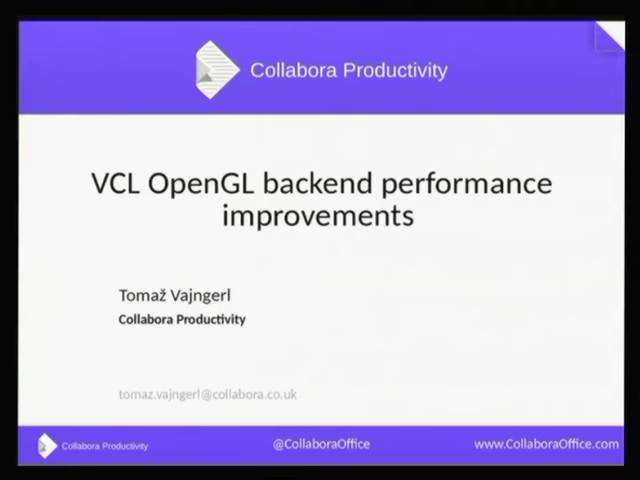 Collabora Productivity
VCL OpenGL backend performance
improvements
Tomaž Vajngerl
Collabora Productivity
tomaz.vajngerl@collabora.co.uk
Collabora Productivity
@CollaboraOffice
www.CollaboraOffice.com